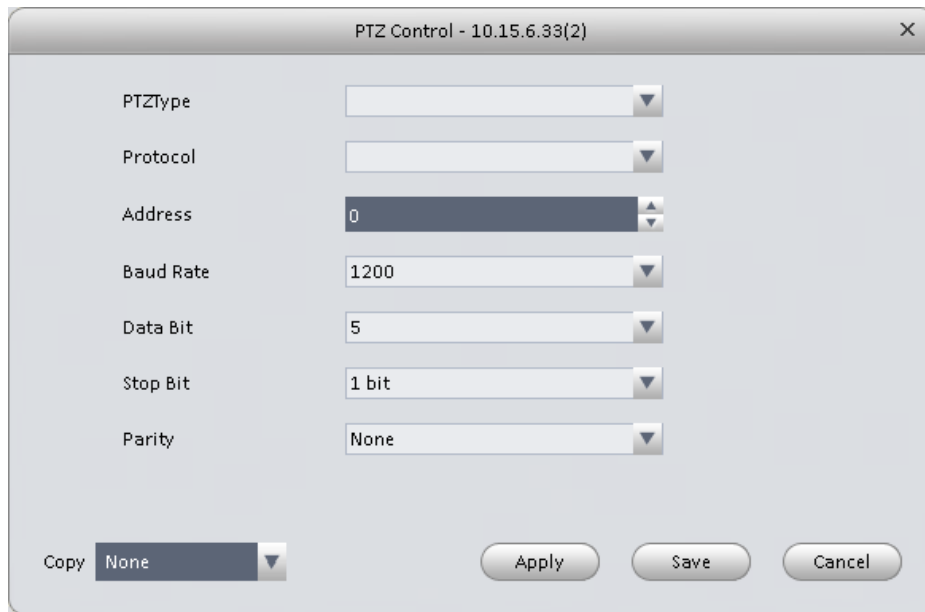 PTZ Control - 10.15.6.33(2)
PTZType
Protocol
Address 0
Baud Rate 1200
Data Bit 5
Stop Bit 1 bit
Parity None
Copy None Apply Save Cancel